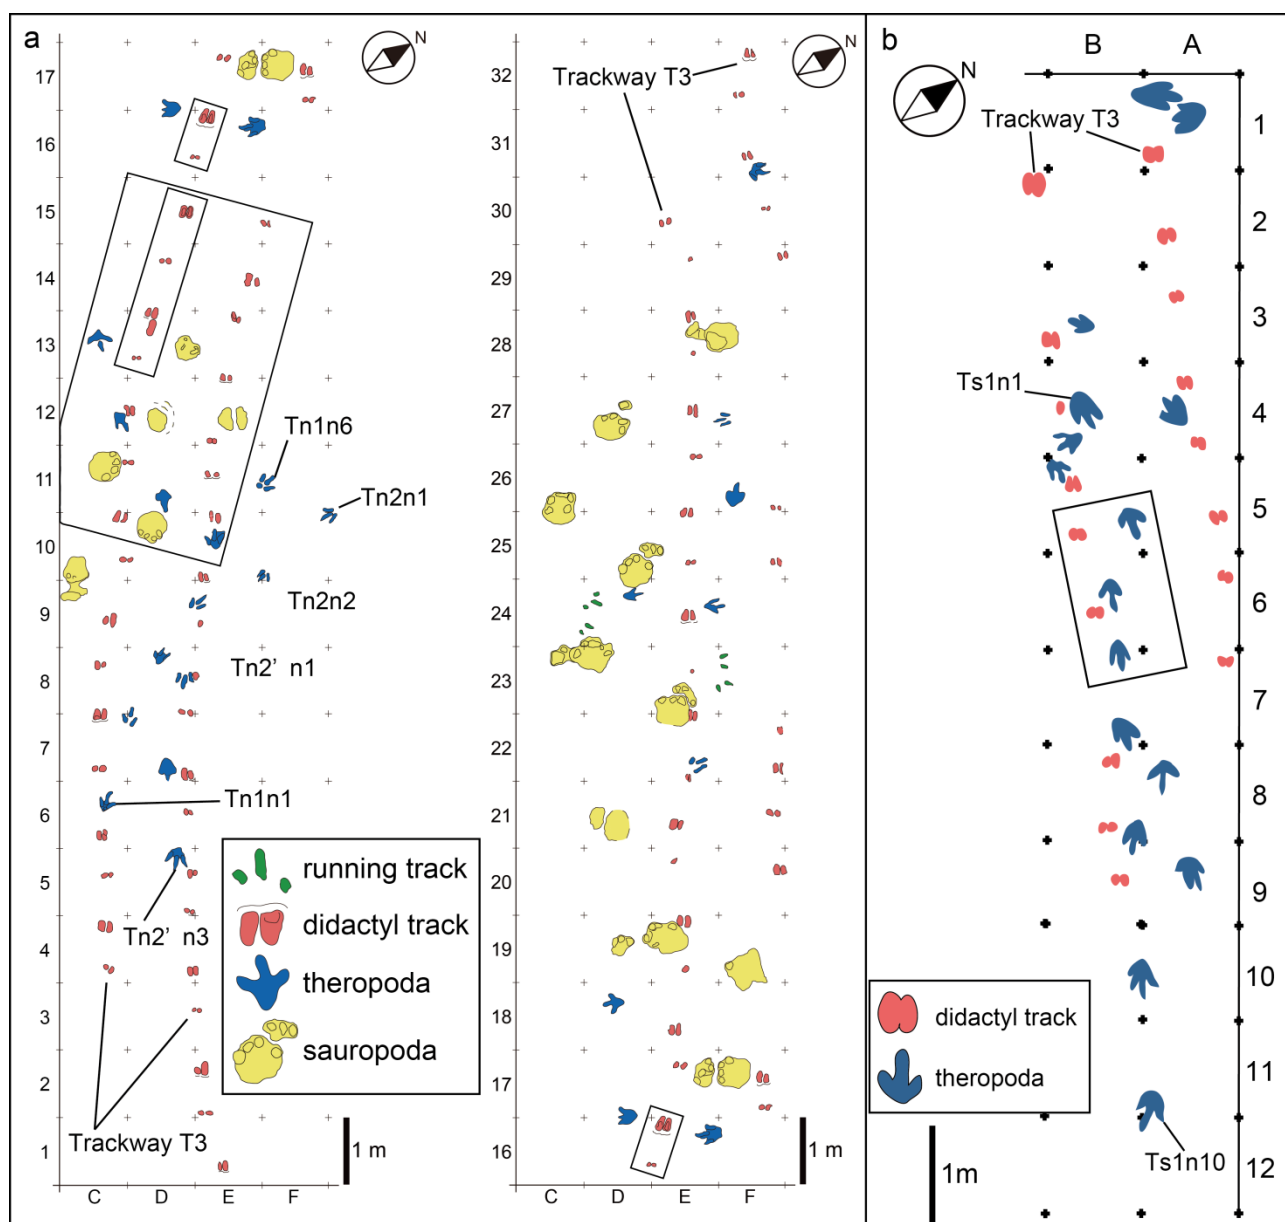 a
N
17
16
15
14
13
12
11
10
9
8
7
6
5
4
3
2
1
C D E F
Tn1n6
Tn2n1
Tn2n2
Tn2’ n1
Tn1n1
Tn2’ n3
Trackway T3
running track
didactyl track
theropoda
sauropoda
1 m
N
Trackway T3
32
31
30
29
28
27
26
25
24
23
22
21
20
19
18
17
16
C D E F
1 m
b
N
B A
Trackway T3
1
2
3
4
5
6
7
8
9
10
11
12
Ts1n1
didactyl track
theropoda
Ts1n10
1m